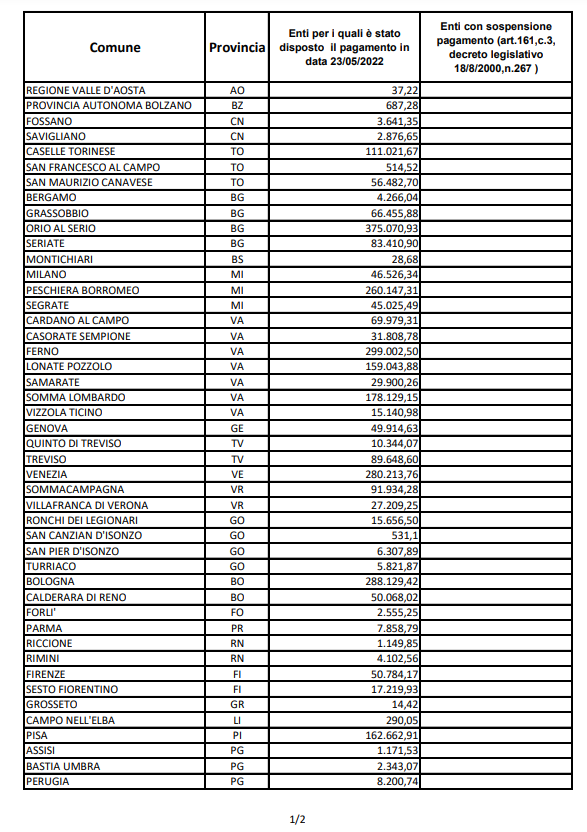 Comune Provincia Enti per i quali è stato disposto il pagamento in data 23/05/2022 Enti con sospensione pagamento (art.161,c.3, decreto legislativo 18/8/2000,n.267 )
REGIONE VALLE D'AOSTA AO 37,22
PROVINCIA AUTONOMA BOLZANO BZ 687,28
FOSSANO CN 3.641,35
SAVIGLIANO CN 2.876,65
CASELLE TORINESE TO 111.021,67
SAN FRANCESCO AL CAMPO TO 514,52
SAN MAURIZIO CANAVESE TO 56.482,70
BERGAMO BG 4.266,04
GRASSOBBIO BG 66.455,88
ORIO AL SERIO BG 375.070,93
SERIATE BG 83.410,90
MONTICHIARI BS 28,68
MILANO MI 46.526,34
PESCHIERA BORROMEO MI 260.147,31
SEGRATE MI 45.025,49
CARDANO AL CAMPO VA 69.979,31
CASORATE SEMPIONE VA 31.808,78
FERNO VA 299.002,50
LONATE POZZOLO VA 159.043,88
SAMARATE VA 29.900,26
SOMMA LOMBARDO VA 178.129,15
VIZZOLA TICINO VA 15.140,98
GENOVA GE 49.914,63
QUINTO DI TREVISO TV 10.344,07
TREVISO TV 89.648,60
VENEZIA VE 280.213,76
SOMMACAMPAGNA VR 91.934,28
VILLAFRANCA DI VERONA VR 27.209,25
RONCHI DEI LEGIONARI GO 15.656,50
SAN CANZIAN D'ISONZO GO 531,1
SAN PIER D'ISONZO GO 6.307,89
TURRIACO GO 5.821,87
BOLOGNA BO 288.129,42
CALDERARA DI RENO BO 50.068,02
FORLI' FO 2.555,25
PARMA PR 7.858,79
RICCIONE RN 1.149,85
RIMINI RN 4.102,56
FIRENZE FI 50.784,17
SESTO FIORENTINO FI 17.219,93
GROSSETO GR 14,42
CAMPO NELL'ELBA LI 290,05
PISA PI 162.662,91
ASSISI PG 1.171,53
BASTIA UMBRA PG 2.343,07
PERUGIA PG 8.200,74
1/2